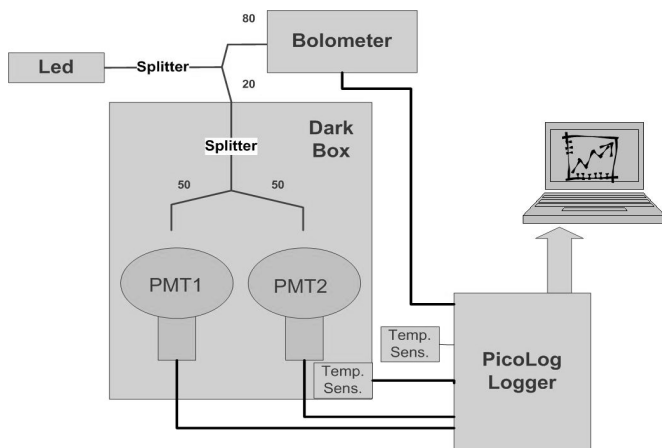 80
Bolometer
Led
Splitter
20
Dark
Box
Splitter
50
50
PMT1
PMT2
Temp.
Sens.
Temp.
Sens.
PicoLog
Logger